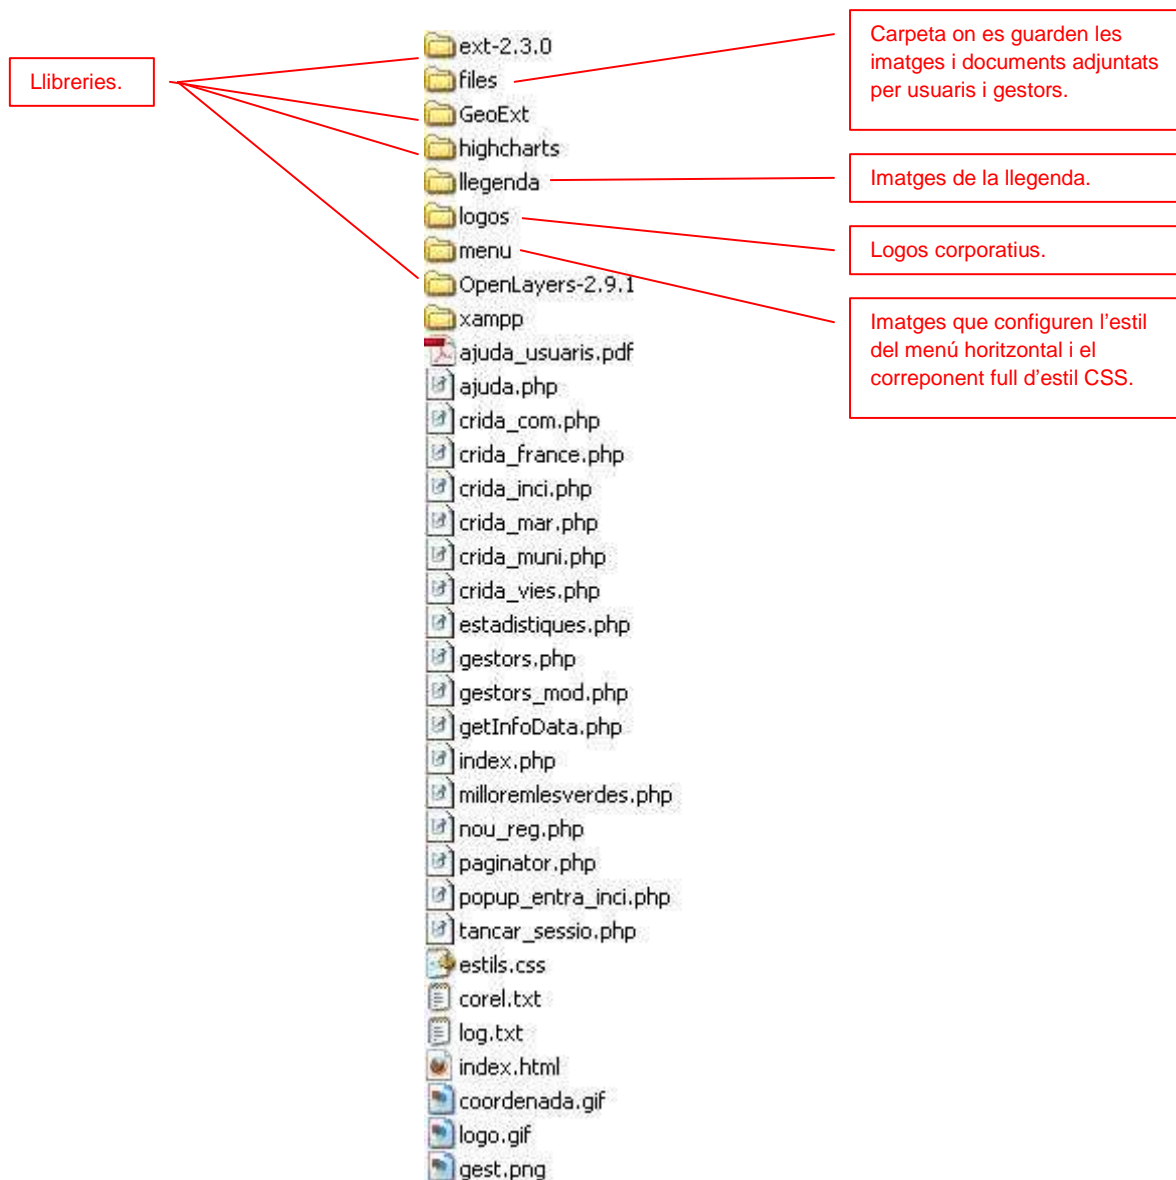 Llibreries.
ext-2.3.0
files
GeoExt
highcharts
llegenda
logos
menu
OpenLayers-2.9.1
xampp
ajuda_usuaris.pdf
ajuda.php
crida_com.php
crida_france.php
crida_inci.php
crida_mar.php
crida_muni.php
crida_vies.php
estadistiques.php
gestors.php
gestors_mod.php
getInfoData.php
index.php
milloremlesverdes.php
nou_reg.php
paginator.php
popup_entra_inci.php
tancar_sessio.php
estils.css
corel.txt
log.txt
index.html
coordenada.gif
logo.gif
gest.png
Carpeta on es guarden les
imatges i documents adjuntats
per usuaris i gestors.
Imatges de la llegenda.
Logos corporatius.
Imatges que configuren l’estil
del menú horitzontal i el
correponent full d’estil CSS.